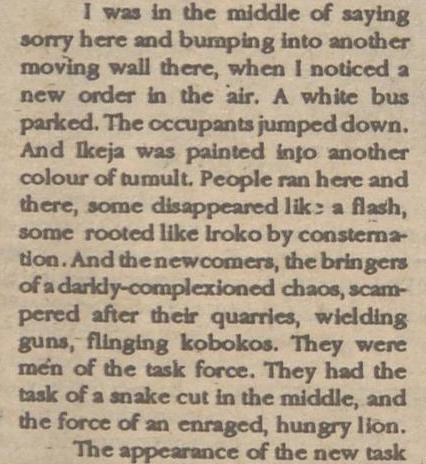 I was in the middle of saying
sorry here and bumping into another
moving wall there, when I noticed a
new order in the air. A white bus
parked. The occupants jumped down.
And Ikeja was painted into another
colour of tumult. People ran here and
there, some disappeared like a flash,
some rooted like Iroko by consterna-
tion. And the newcomers, the bringers
of a darkly-complexioned chaos, scam-
pered after their quarries, wielding
guns, flinging kobokos. They were
men of the task force. They had the
task of a snake cut in the middle, and
the force of an enraged, hungry lion.
The appearance of the new task